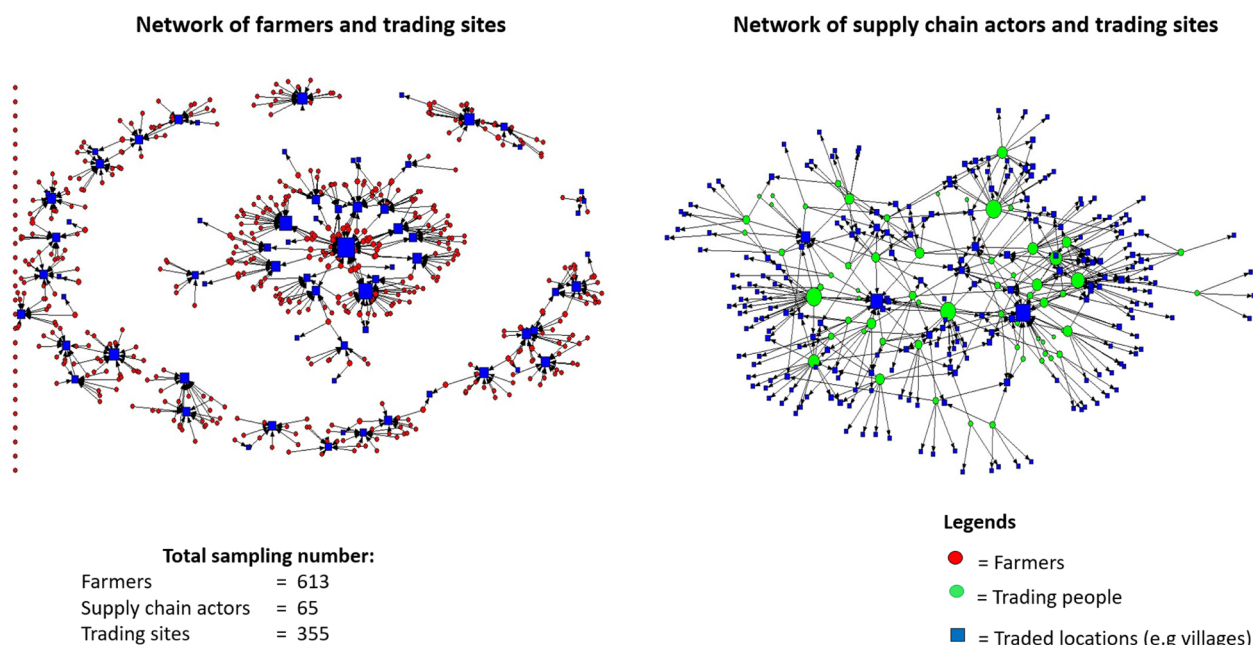 Network of farmers and trading sites
Network of supply chain actors and trading sites
Total sampling number:
Farmers = 613
Supply chain actors = 65
Trading sites = 355
Legends
= Farmers
= Trading people
= Traded locations (e.g villages)